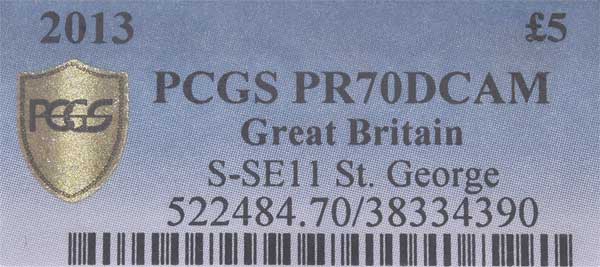 2013 £5
PCGS PCGS PR70DCAM
Great Britain
S-SE11 St. George
522484.70/38334390